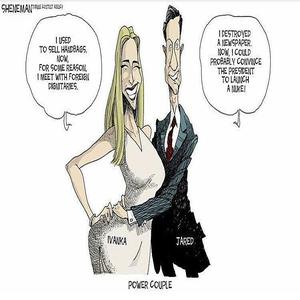 SHENEMAN
I USED
TO SELL HANDBAGS.
NOW,
FOR SOME REASON,
I MEET WITH FOREIGN
DIGNITARIES.
I DESTROYED
A NEWSPAPER.
NOW, I COULD
PROBABLY CONVINCE
THE PRESIDENT
TO LAUNCH
A NUKE!
IVANKA
JARED
POWER COUPLE